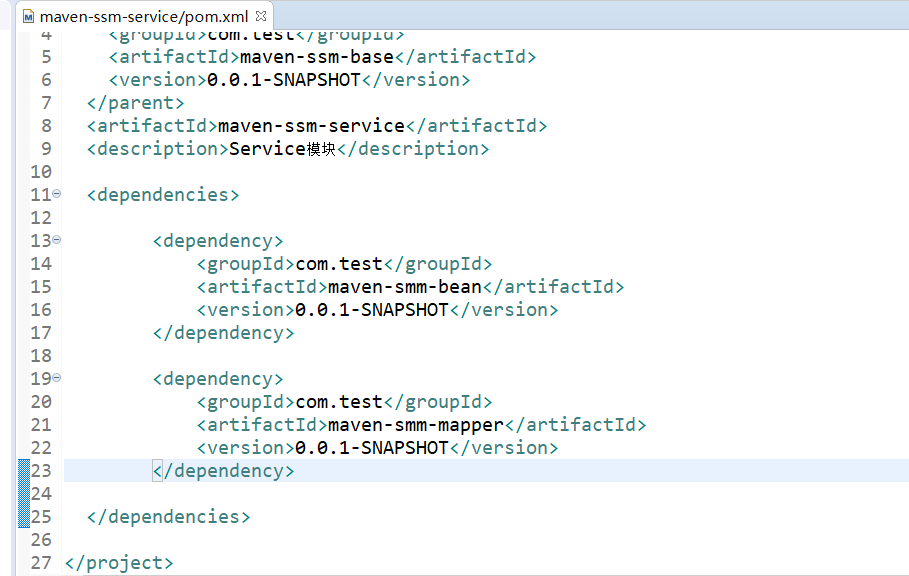 maven-ssm-service/pom.xml
4 <groupId>com.test</groupId>
5 <artifactId>maven-ssm-base</artifactId>
6 <version>0.0.1-SNAPSHOT</version>
7 </parent>
8 <artifactId>maven-ssm-service</artifactId>
9 <description>Service模块</description>
10
11 <dependencies>
12
13 <dependency>
14 <groupId>com.test</groupId>
15 <artifactId>maven-smm-bean</artifactId>
16 <version>0.0.1-SNAPSHOT</version>
17 </dependency>
18
19 <dependency>
20 <groupId>com.test</groupId>
21 <artifactId>maven-smm-mapper</artifactId>
22 <version>0.0.1-SNAPSHOT</version>
23 </dependency>
24
25 </dependencies>
26
27 </project>